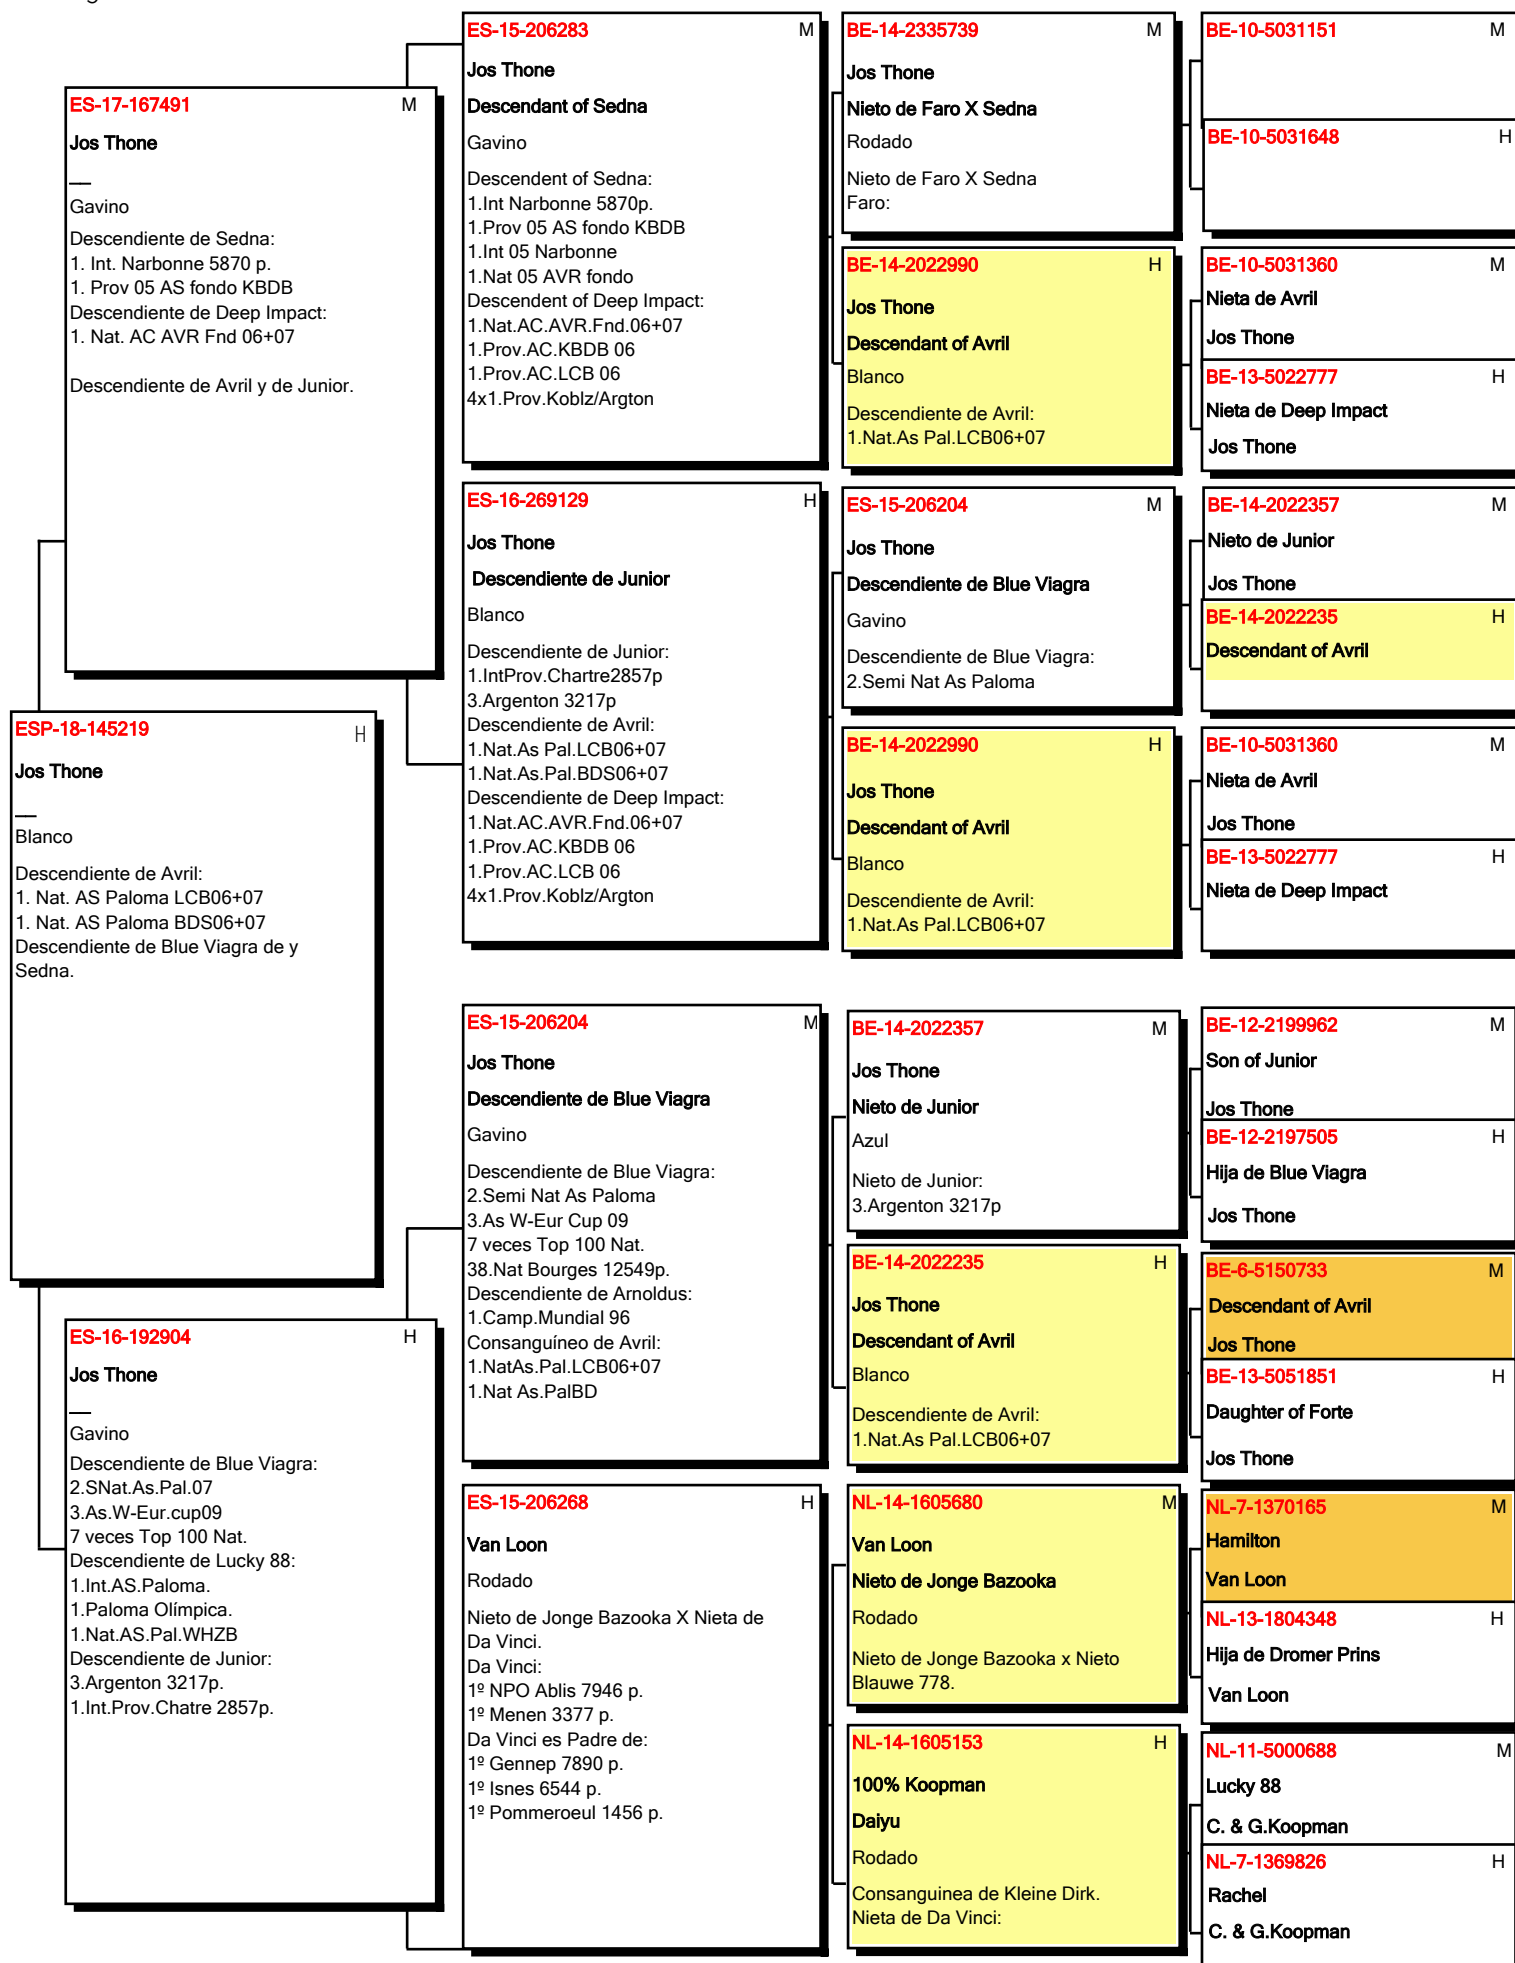 ESP-18-145219 H
Jos Thone
__
Blanco
Descendiente de Avril:
1. Nat. AS Paloma LCB06+07
1. Nat. AS Paloma BDS06+07
Descendiente de Blue Viagra de y
Sedna.
ES-17-167491 M
Jos Thone
__
Gavino
Descendiente de Sedna:
1. Int. Narbonne 5870 p.
1. Prov 05 AS fondo KBDB
Descendiente de Deep Impact:
1. Nat. AC AVR Fnd 06+07
Descendiente de Avril y de Junior.
ES-16-192904 H
Jos Thone
__
Gavino
Descendiente de Blue Viagra:
2.SNat.As.Pal.07
3.As.W-Eur.cup09
7 veces Top 100 Nat.
Descendiente de Lucky 88:
1.Int.AS.Paloma.
1.Paloma Olímpica.
1.Nat.AS.Pal.WHZB
Descendiente de Junior:
3.Argenton 3217p.
1.Int.Prov.Chatre 2857p.
ES-15-206283 M
Jos Thone
Descendant of Sedna
Gavino
Descendent of Sedna:
1.Int Narbonne 5870p.
1.Prov 05 AS fondo KBDB
1.Int 05 Narbonne
1.Nat 05 AVR fondo
Descendent of Deep Impact:
1.Nat.AC.AVR.Fnd.06+07
1.Prov.AC.KBDB 06
1.Prov.AC.LCB 06
4x1.Prov.Koblz/Argton
ES-16-269129 H
Jos Thone
Descendiente de Junior
Blanco
Descendiente de Junior:
1.IntProv.Chartre2857p
3.Argenton 3217p
Descendiente de Avril:
1.Nat.As Pal.LCB06+07
1.Nat.As.Pal.BDS06+07
Descendiente de Deep Impact:
1.Nat.AC.AVR.Fnd.06+07
1.Prov.AC.KBDB 06
1.Prov.AC.LCB 06
4x1.Prov.Koblz/Argton
ES-15-206204 M
Jos Thone
Descendiente de Blue Viagra
Gavino
Descendiente de Blue Viagra:
2.Semi Nat As Paloma
3.As W-Eur Cup 09
7 veces Top 100 Nat.
38.Nat Bourges 12549p.
Descendiente de Arnoldus:
1.Camp.Mundial 96
Consanguíneo de Avril:
1.NatAs.Pal.LCB06+07
1.Nat As.PalBD
ES-15-206268 H
Van Loon
Rodado
Nieto de Jonge Bazooka X Nieta de
Da Vinci.
Da Vinci:
1º NPO Ablis 7946 p.
1º Menen 3377 p.
Da Vinci es Padre de:
1º Gennep 7890 p.
1º Isnes 6544 p.
1º Pommeroeul 1456 p.
BE-14-2335739 M
Jos Thone
Nieto de Faro X Sedna
Rodado
Nieto de Faro X Sedna
Faro:
BE-14-2022990 H
Jos Thone
Descendant of Avril
Blanco
Descendiente de Avril:
1.Nat.As Pal.LCB06+07
ES-15-206204 M
Jos Thone
Descendiente de Blue Viagra
Gavino
Descendiente de Blue Viagra:
2.Semi Nat As Paloma
BE-14-2022990 H
Jos Thone
Descendant of Avril
Blanco
Descendiente de Avril:
1.Nat.As Pal.LCB06+07
BE-14-2022357 M
Jos Thone
Nieto de Junior
Azul
Nieto de Junior:
3.Argenton 3217p
BE-14-2022235 H
Jos Thone
Descendant of Avril
Blanco
Descendiente de Avril:
1.Nat.As Pal.LCB06+07
NL-14-1605680 M
Van Loon
Nieto de Jonge Bazooka
Rodado
Nieto de Jonge Bazooka x Nieto
Blauwe 778.
NL-14-1605153 H
100% Koopman
Daiyu
Rodado
Consanguinea de Kleine Dirk.
Nieta de Da Vinci:
BE-10-5031151 M
BE-10-5031648 H
BE-10-5031360 M
Nieta de Avril
Jos Thone
BE-13-5022777 H
Nieta de Deep Impact
Jos Thone
BE-14-2022357 M
Nieto de Junior
Jos Thone
BE-14-2022235 H
Descendant of Avril
BE-10-5031360 M
Nieta de Avril
Jos Thone
BE-13-5022777 H
Nieta de Deep Impact
BE-12-2199962 M
Son of Junior
Jos Thone
BE-12-2197505 H
Hija de Blue Viagra
Jos Thone
BE-6-5150733 M
Descendant of Avril
Jos Thone
BE-13-5051851 H
Daughter of Forte
Jos Thone
NL-7-1370165 M
Hamilton
Van Loon
NL-13-1804348 H
Hija de Dromer Prins
Van Loon
NL-11-5000688 M
Lucky 88
C. & G.Koopman
NL-7-1369826 H
Rachel
C. & G.Koopman